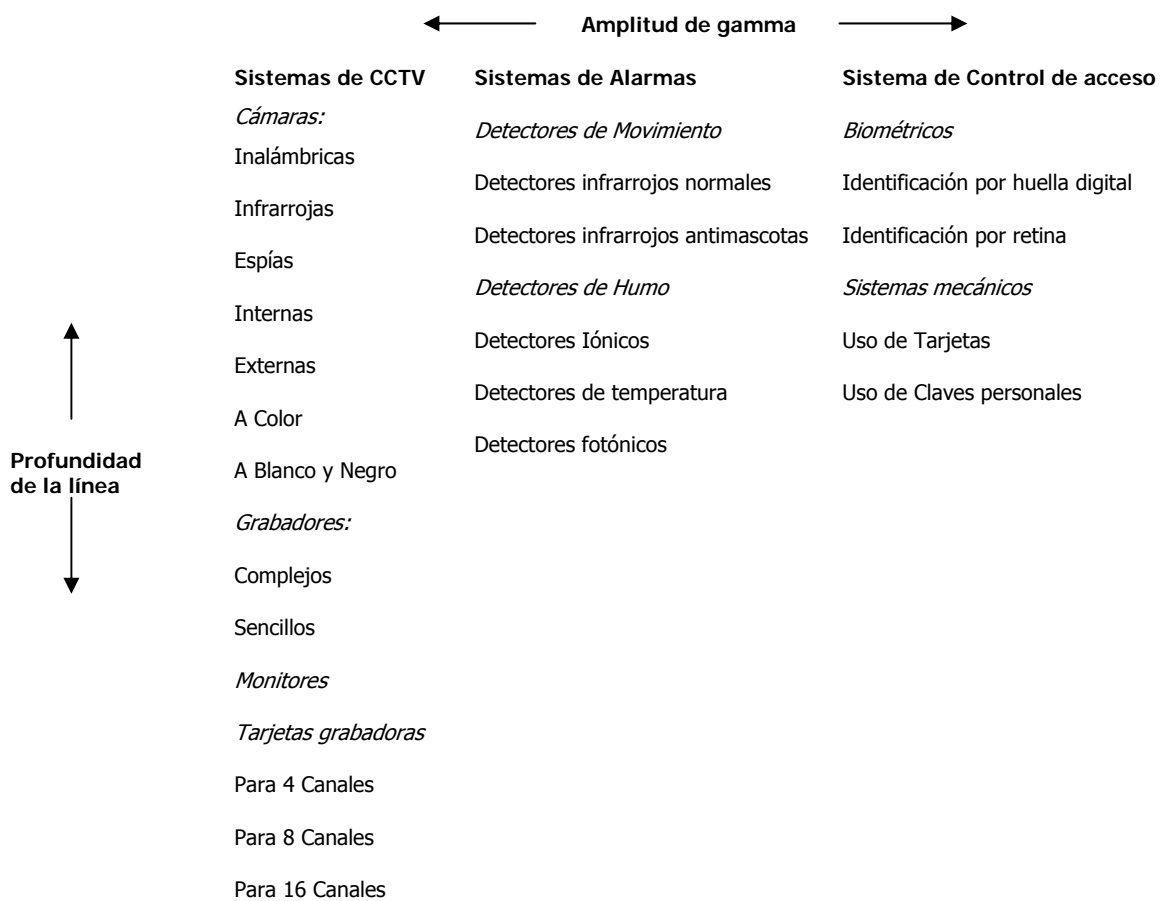 Amplitud de gamma
Sistemas de CCTV
Cámaras:
Inalámbricas
Infrarrojas
Espías
Internas
Externas
A Color
A Blanco y Negro
Grabadores:
Complejos
Sencillos
Monitores
Tarjetas grabadoras
Para 4 Canales
Para 8 Canales
Para 16 Canales
Sistemas de Alarmas
Detectores de Movimiento
Detectores infrarrojos normales
Detectores infrarrojos antimascotas
Detectores de Humo
Detectores Iónicos
Detectores de temperatura
Detectores fotónicos
Sistema de Control de acceso
Biométricos
Identificación por huella digital
Identificación por retina
Sistemas mecánicos
Uso de Tarjetas
Uso de Claves personales
Profundidad
de la línea